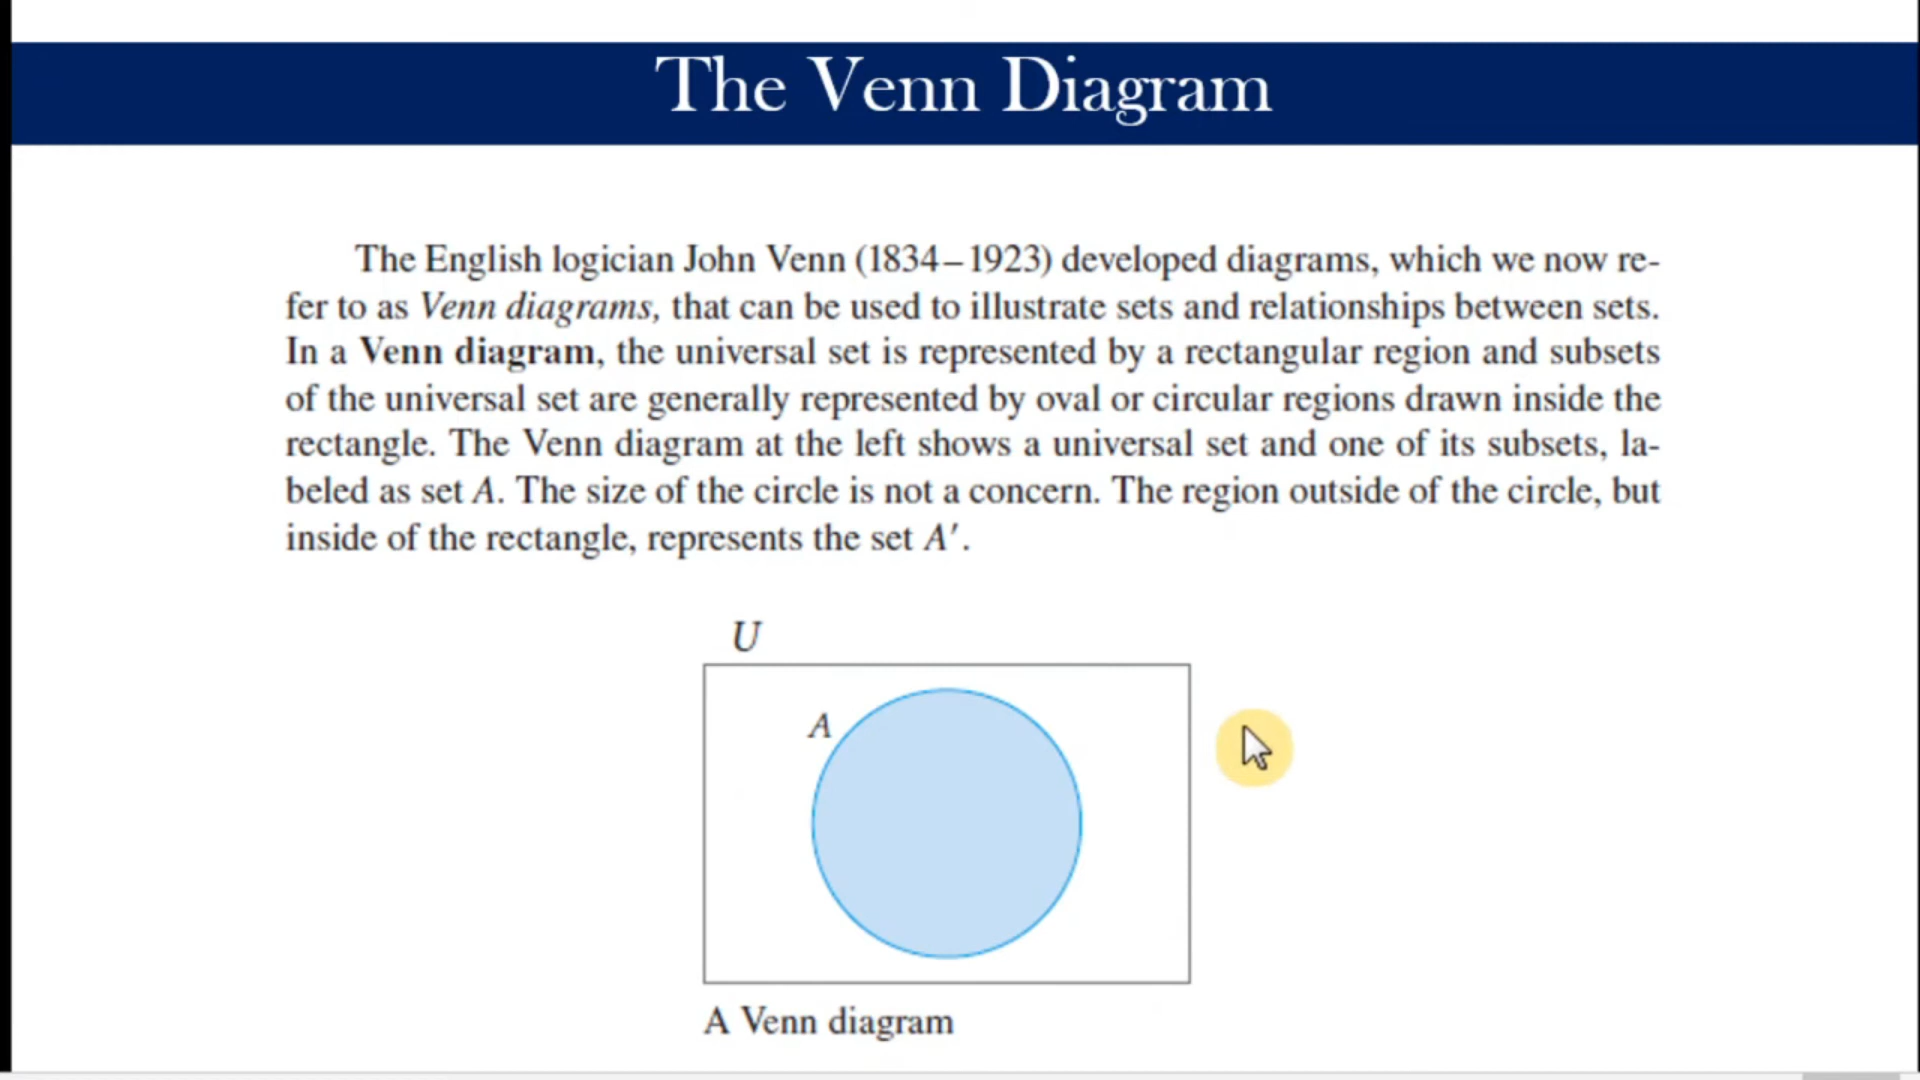 The Venn Diagram
The English logician John Venn (1834–1923) developed diagrams, which we now re-
fer to as Venn diagrams, that can be used to illustrate sets and relationships between sets.
In a Venn diagram, the universal set is represented by a rectangular region and subsets
of the universal set are generally represented by oval or circular regions drawn inside the
rectangle. The Venn diagram at the left shows a universal set and one of its subsets, la-
beled as set A. The size of the circle is not a concern. The region outside of the circle, but
inside of the rectangle, represents the set A′.
U
A
A Venn diagram